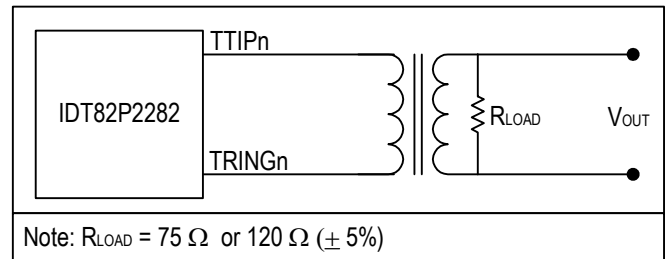 TTIPn
IDT82P2282
RLOAD
VOUT
TRINGn
Note: RLOAD = 75 Ω or 120 Ω (± 5%)